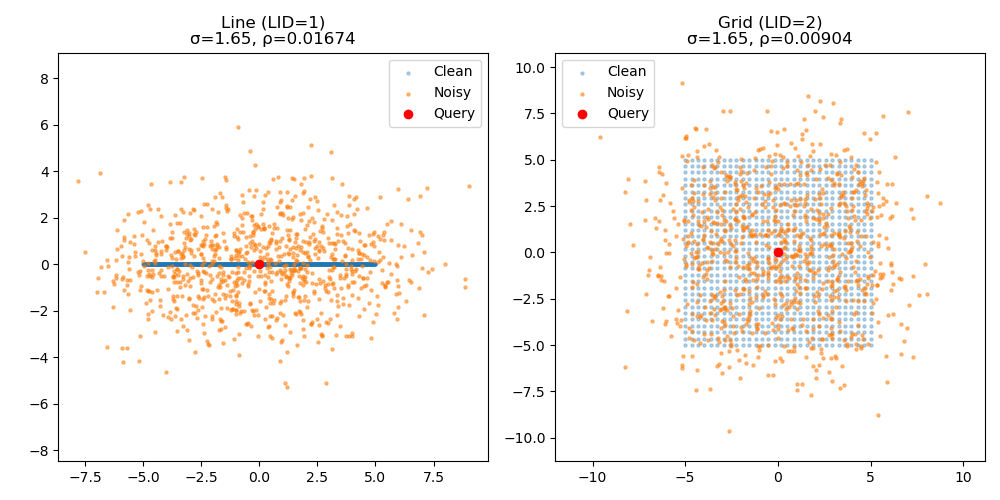 Line (LID=1)
σ=1.65, ρ=0.01674
Clean
Noisy
Query
8
6
4
2
0
−2
−4
−6
−8
−7.5 −5.0 −2.5 0.0 2.5 5.0 7.5
Grid (LID=2)
σ=1.65, ρ=0.00904
Clean
Noisy
Query
10.0
7.5
5.0
2.5
0.0
−2.5
−5.0
−7.5
−10.0
−10 −5 0 5 10